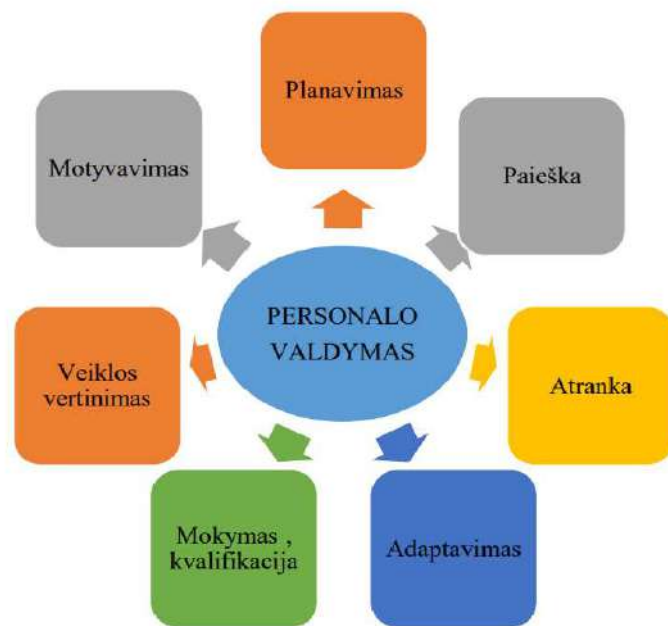 Planavimas
Motyvavimas
Paieška
PERSONALO
VALDYMAS
Veiklos
vertinimas
Atranka
Mokymas ,
kvalifikacija
Adaptavimas